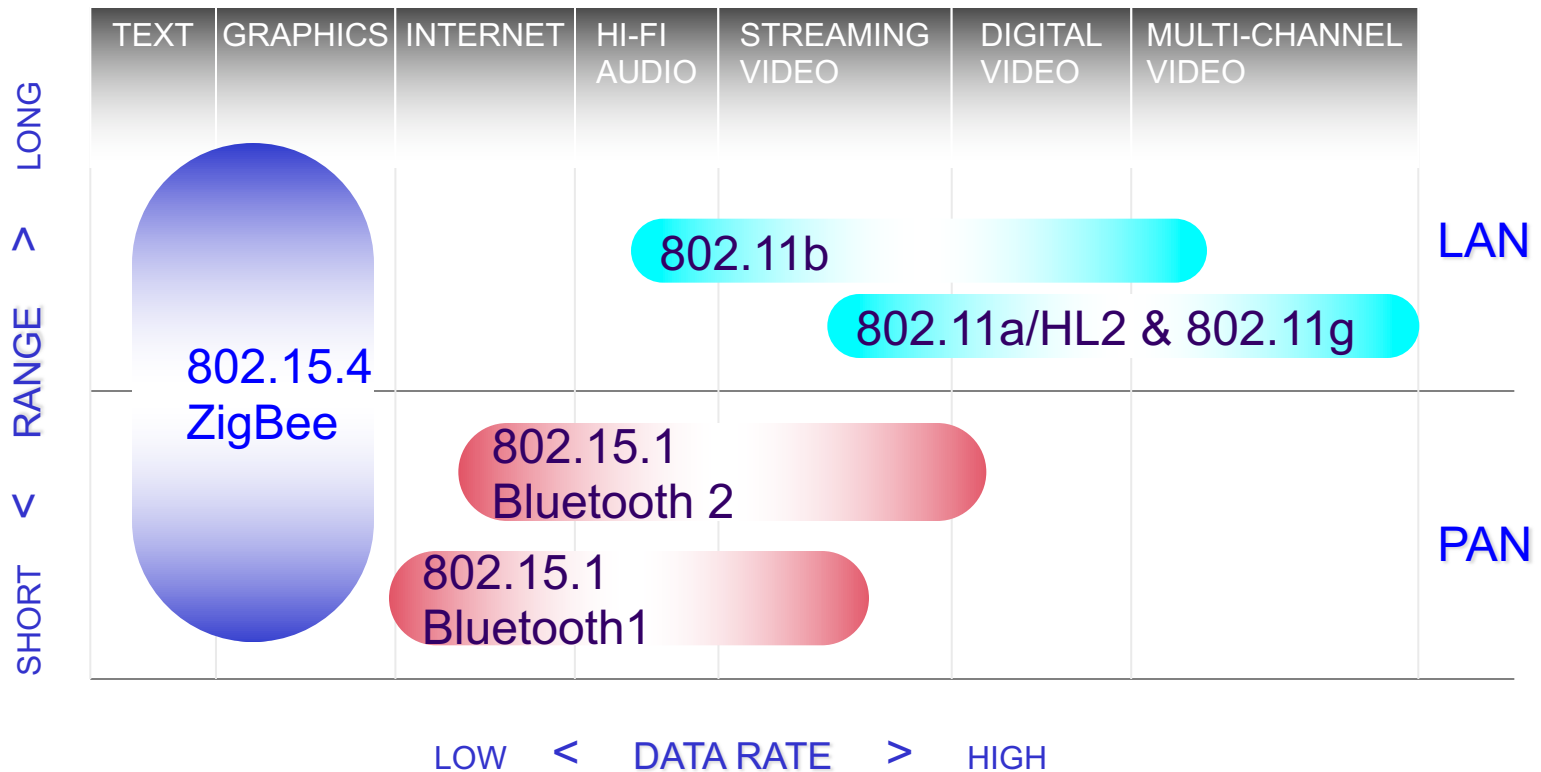 TEXT
GRAPHICS
INTERNET
HI-FI
AUDIO
STREAMING
VIDEO
DIGITAL
VIDEO
MULTI-CHANNEL
VIDEO
SHORT < RANGE > LONG
802.11b
LAN
802.11a/HL2 & 802.11g
802.15.4
ZigBee
802.15.1
Bluetooth 2
PAN
802.15.1
Bluetooth1
LOW < DATA RATE > HIGH